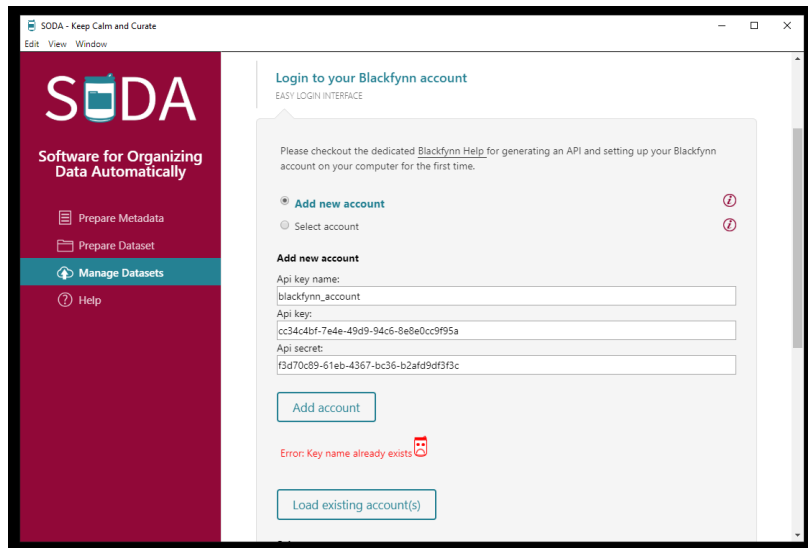 SODA - Keep Calm and Curate
Edit View Window
SODA
Software for Organizing
Data Automatically
Prepare Metadata
Prepare Dataset
Manage Datasets
Help
Login to your Blackfynn account
EASY LOGIN INTERFACE
Please checkout the dedicated Blackfynn Help for generating an API and setting up your Blackfynn
account on your computer for the first time.
Add new account
Select account
Add new account
Api key name:
blackfynn_account
Api key:
cc34c4bf-7e4e-49d9-94c6-8e8e0cc9f95a
Api secret:
f3d70c89-61eb-4367-bc36-b2afd9df3f3c
Add account
Error: Key name already exists
Load existing account(s)